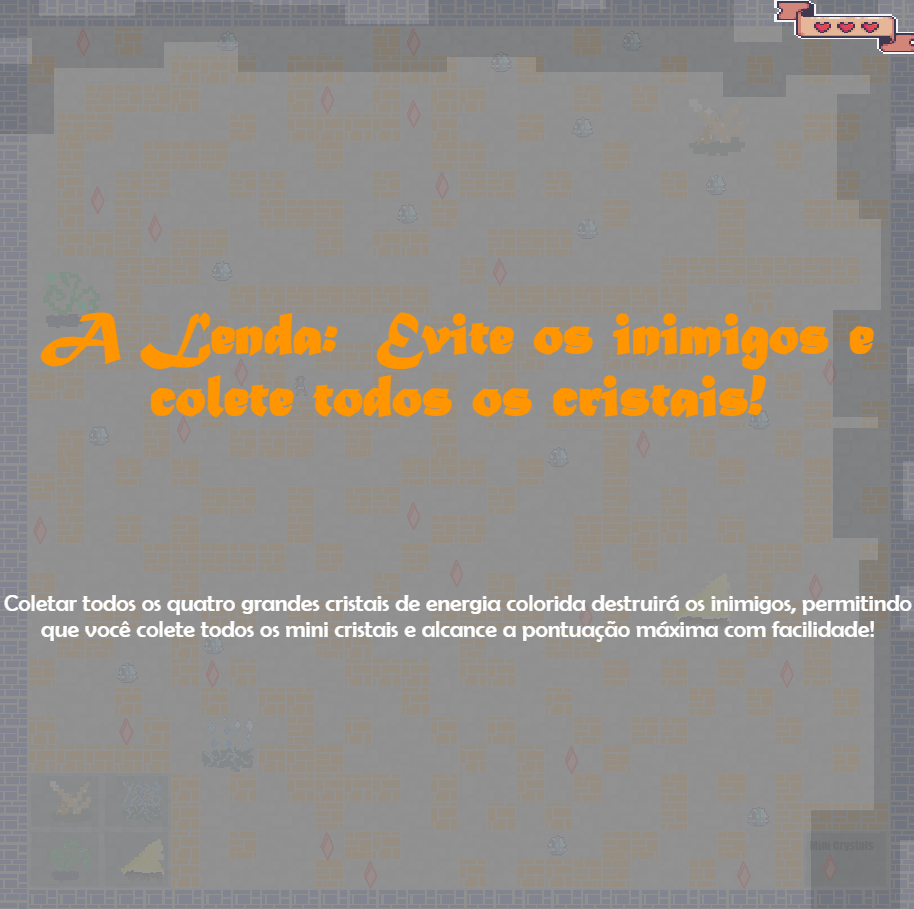 A Lenda: Evite os inimigos e
colete todos os cristais!
Coletar todos os quatro grandes cristais de energia colorida destruirá os inimigos, permitindo
que você colete todos os mini cristais e alcance a pontuação máxima com facilidade!
Mini Crystals